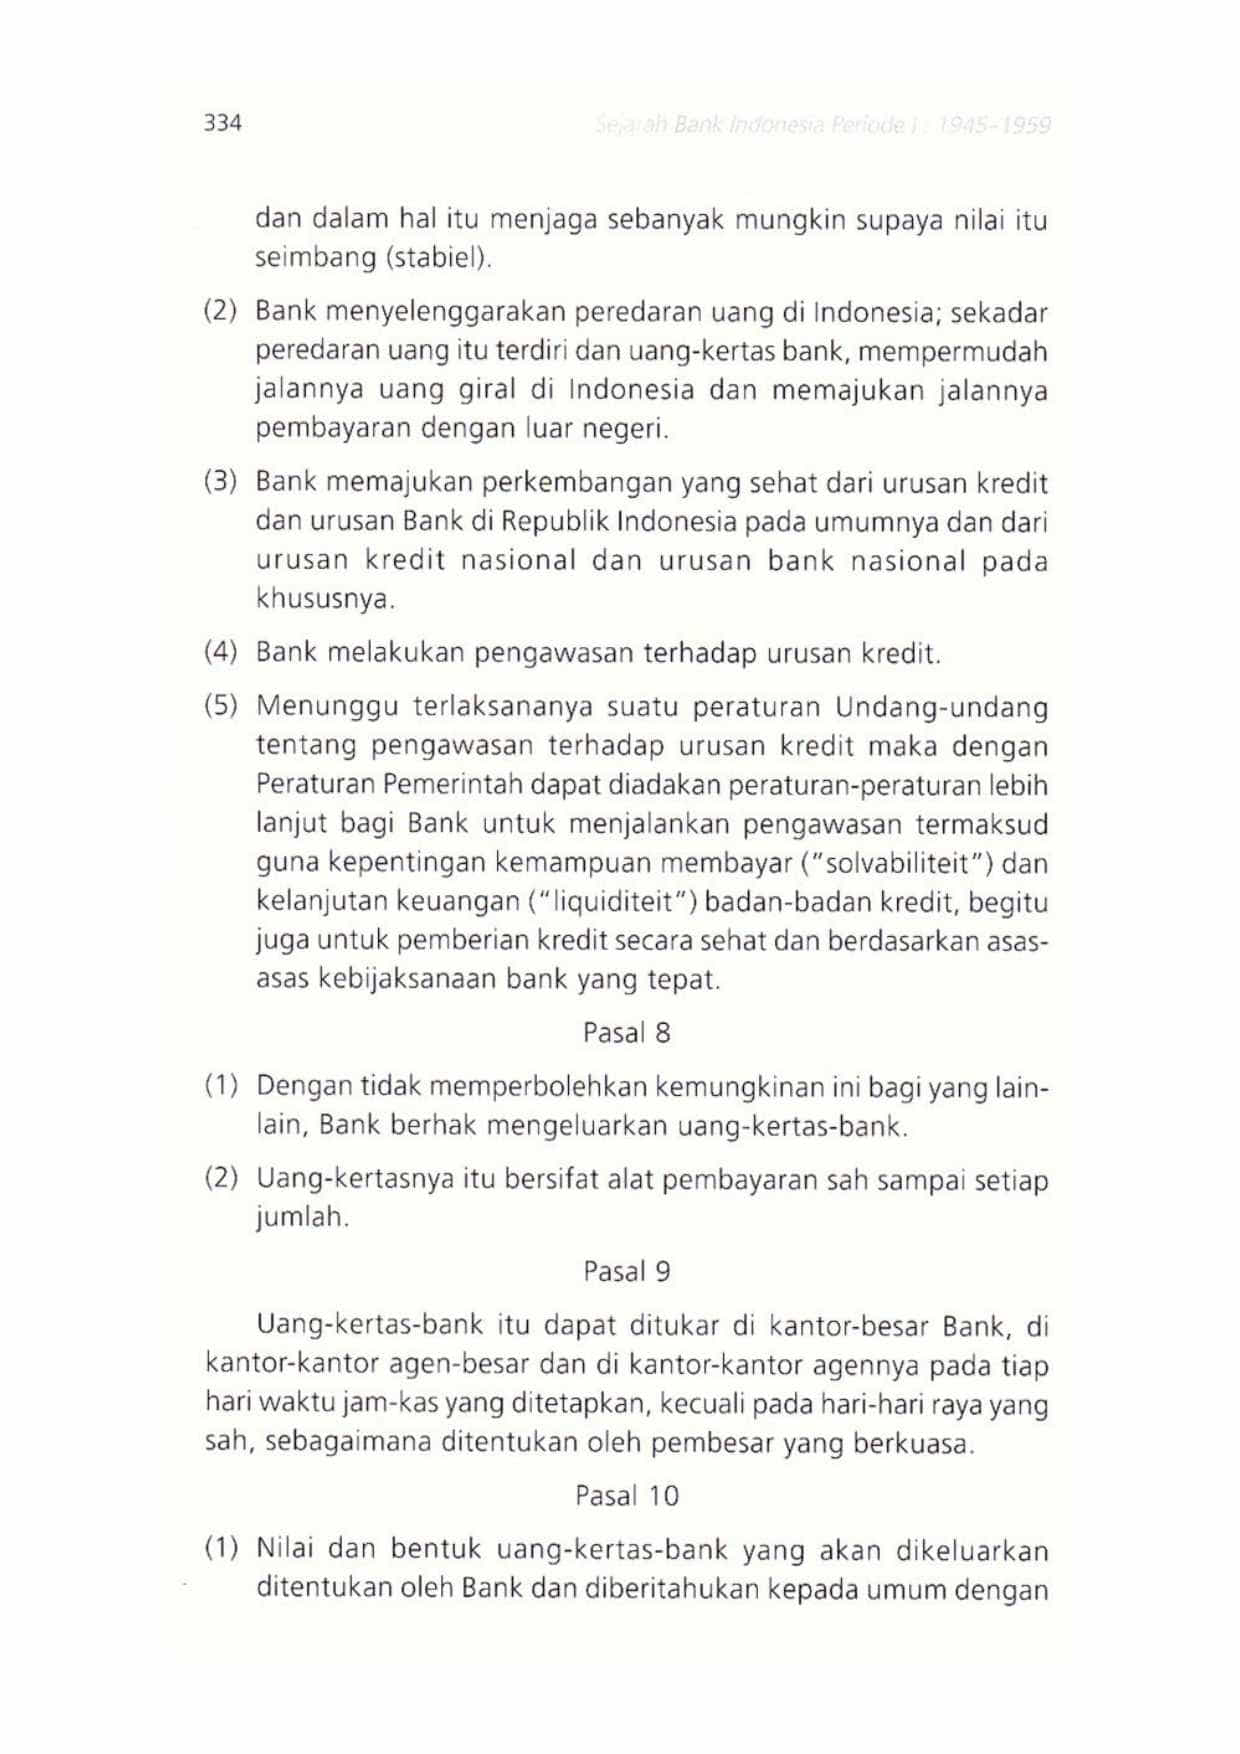 334
Sejarah Bank Indonesia Periode I : 1945–1959
dan dalam hal itu menjaga sebanyak mungkin supaya nilai itu
seimbang (stabiel).
(2) Bank menyelenggarakan peredaran uang di Indonesia; sekadar
peredaran uang itu terdiri dan uang-kertas bank, mempermudah
jalannya uang giral di Indonesia dan memajukan jalannya
pembayaran dengan luar negeri.
(3) Bank memajukan perkembangan yang sehat dari urusan kredit
dan urusan Bank di Republik Indonesia pada umumnya dan dari
urusan kredit nasional dan urusan bank nasional pada
khususnya.
(4) Bank melakukan pengawasan terhadap urusan kredit.
(5) Menunggu terlaksananya suatu peraturan Undang-undang
tentang pengawasan terhadap urusan kredit maka dengan
Peraturan Pemerintah dapat diadakan peraturan-peraturan lebih
lanjut bagi Bank untuk menjalankan pengawasan termaksud
guna kepentingan kemampuan membayar ("solvabiliteit") dan
kelanjutan keuangan ("liquiditeit") badan-badan kredit, begitu
juga untuk pemberian kredit secara sehat dan berdasarkan asas-
asas kebijaksanaan bank yang tepat.
Pasal 8
(1) Dengan tidak memperbolehkan kemungkinan ini bagi yang lain-
lain, Bank berhak mengeluarkan uang-kertas-bank.
(2) Uang-kertasnya itu bersifat alat pembayaran sah sampai setiap
jumlah.
Pasal 9
Uang-kertas-bank itu dapat ditukar di kantor-besar Bank, di
kantor-kantor agen-besar dan di kantor-kantor agennya pada tiap
hari waktu jam-kas yang ditetapkan, kecuali pada hari-hari raya yang
sah, sebagaimana ditentukan oleh pembesar yang berkuasa.
Pasal 10
(1) Nilai dan bentuk uang-kertas-bank yang akan dikeluarkan
ditentukan oleh Bank dan diberitahukan kepada umum dengan